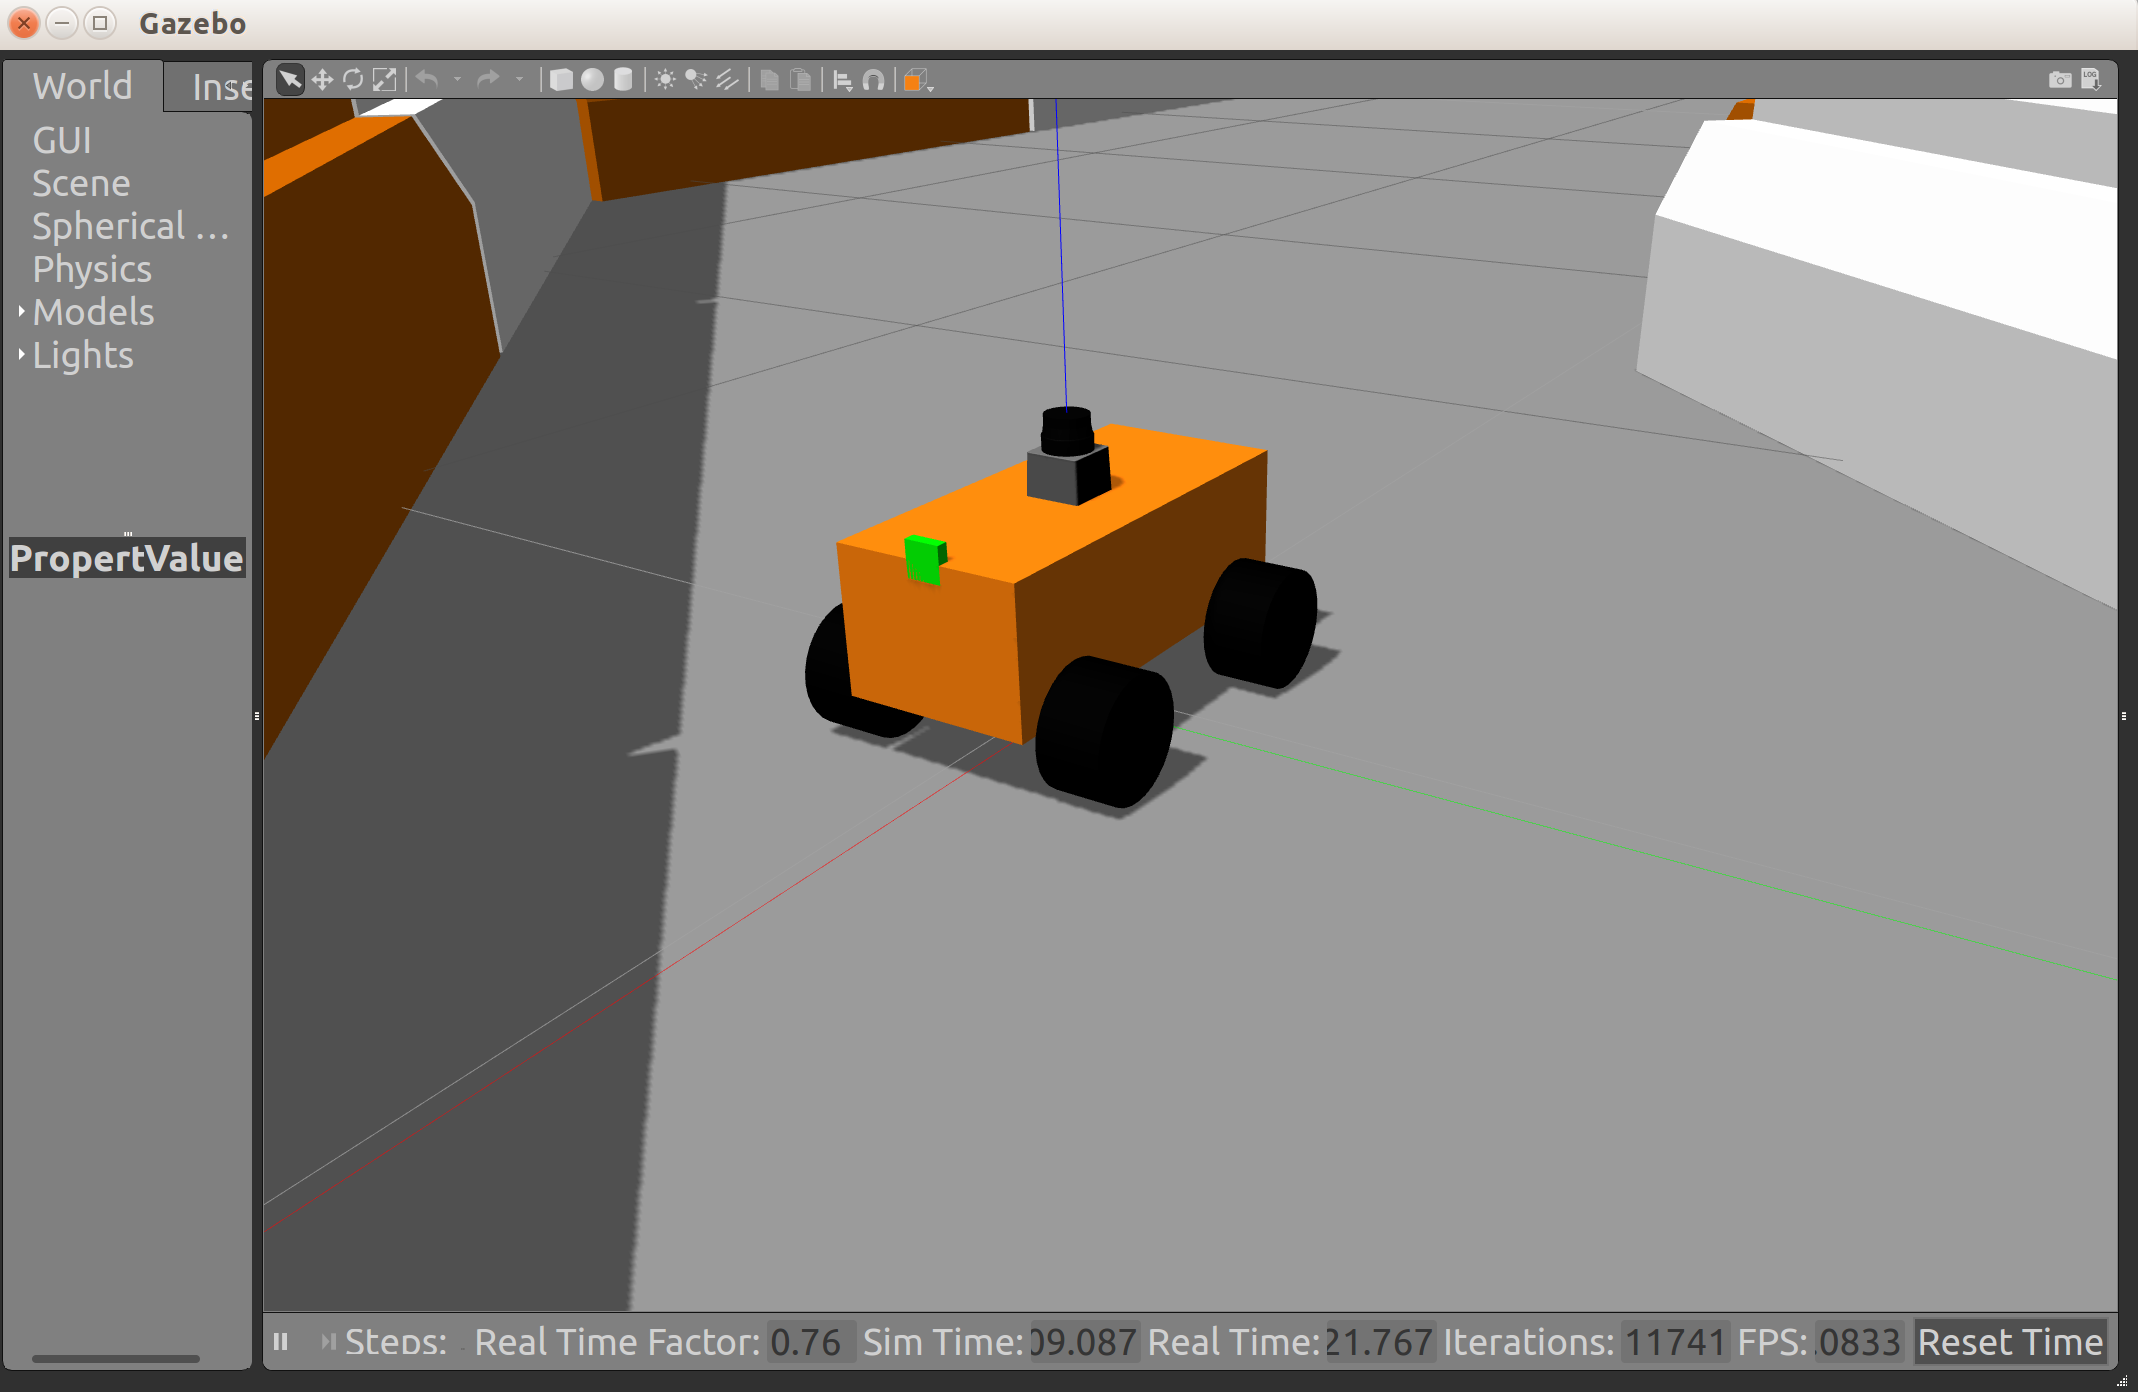 Gazebo
World
Inse
GUI
Scene
Spherical ...
Physics
Models
Lights
PropertValue
LOG
Steps: Real Time Factor: 0.76 Sim Time: 09.087 Real Time: 21.767 Iterations: 11741 FPS: .0833 Reset Time